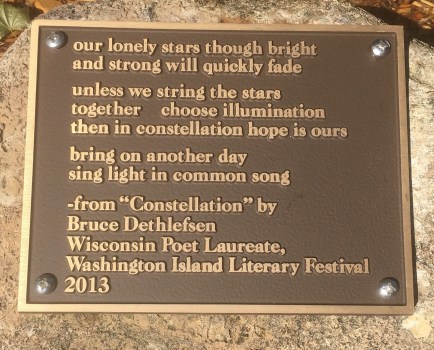 our lonely stars though bright
and strong will quickly fade
unless we string the stars
together choose illumination
then in constellation hope is ours
bring on another day
sing light in common song
-from “Constellation” by
Bruce Dethlefsen
Wisconsin Poet Laureate,
Washington Island Literary Festival
2013